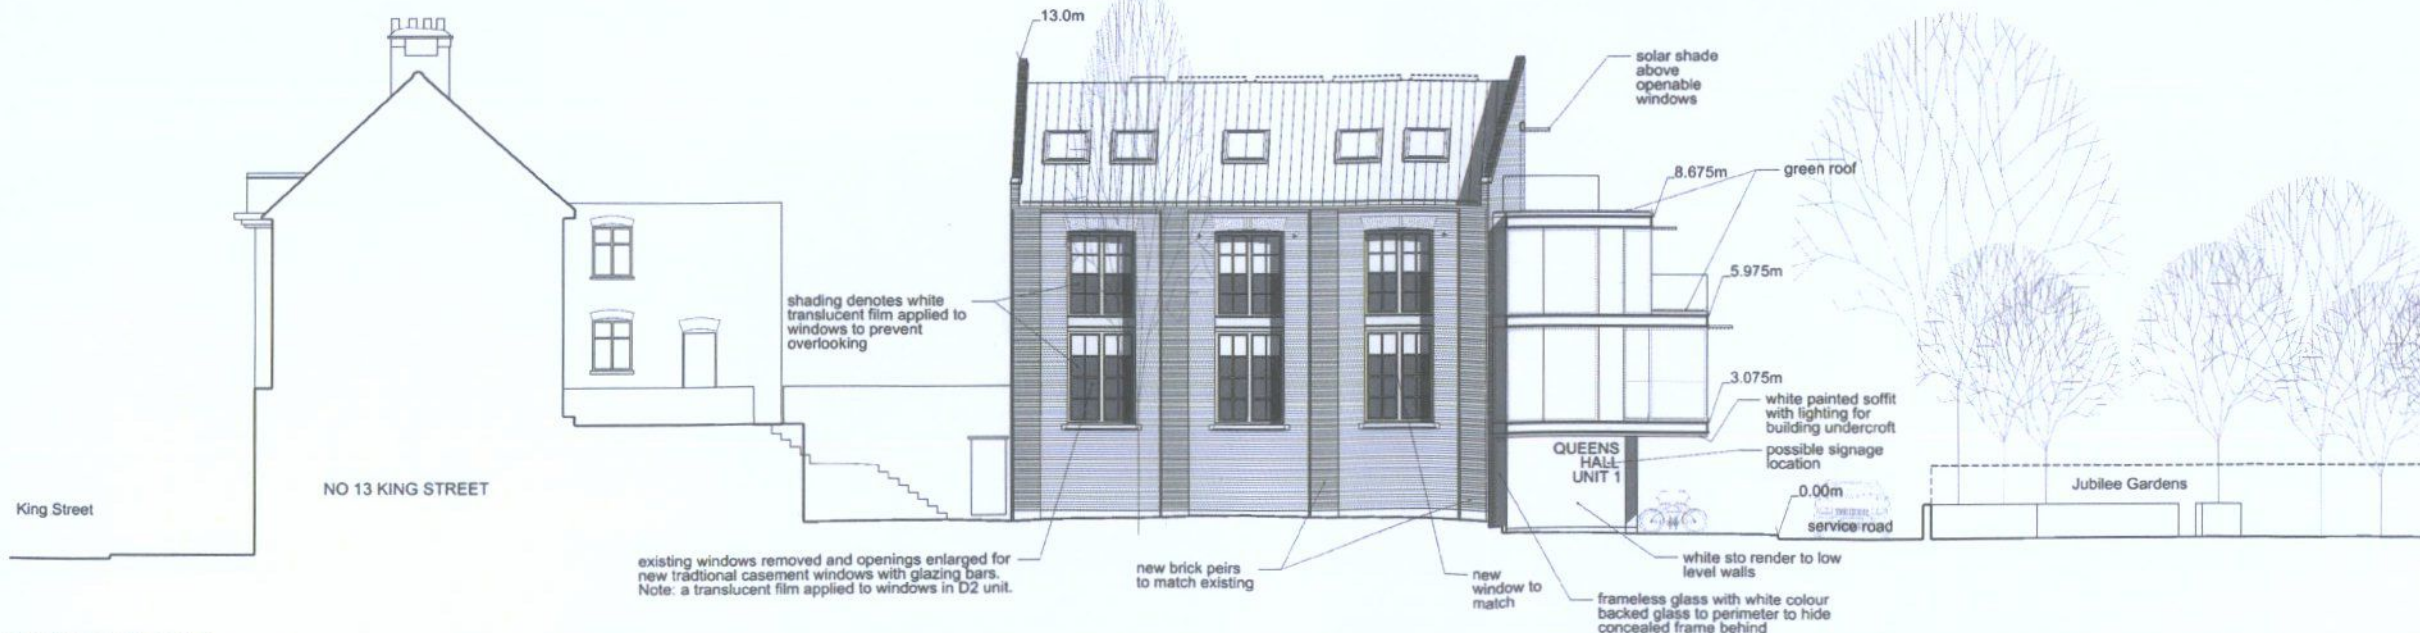 13.0m
solar shade
above
openable
windows
8.675m
green roof
5.975m
shading denotes white
translucent film applied to
windows to prevent
overlooking
3.075m
white painted soffit
with lighting for
building undercroft
QUEENS
HALL
UNIT 1
possible signage
location
NO 13 KING STREET
King Street
0.00m
service road
Jubilee Gardens
existing windows removed and openings enlarged for
new tradtional casement windows with glazing bars.
Note: a translucent film applied to windows in D2 unit.
new brick peirs
to match existing
new
window to
match
white sto render to low
level walls
frameless glass with white colour
backed glass to perimeter to hide
concealed frame behind